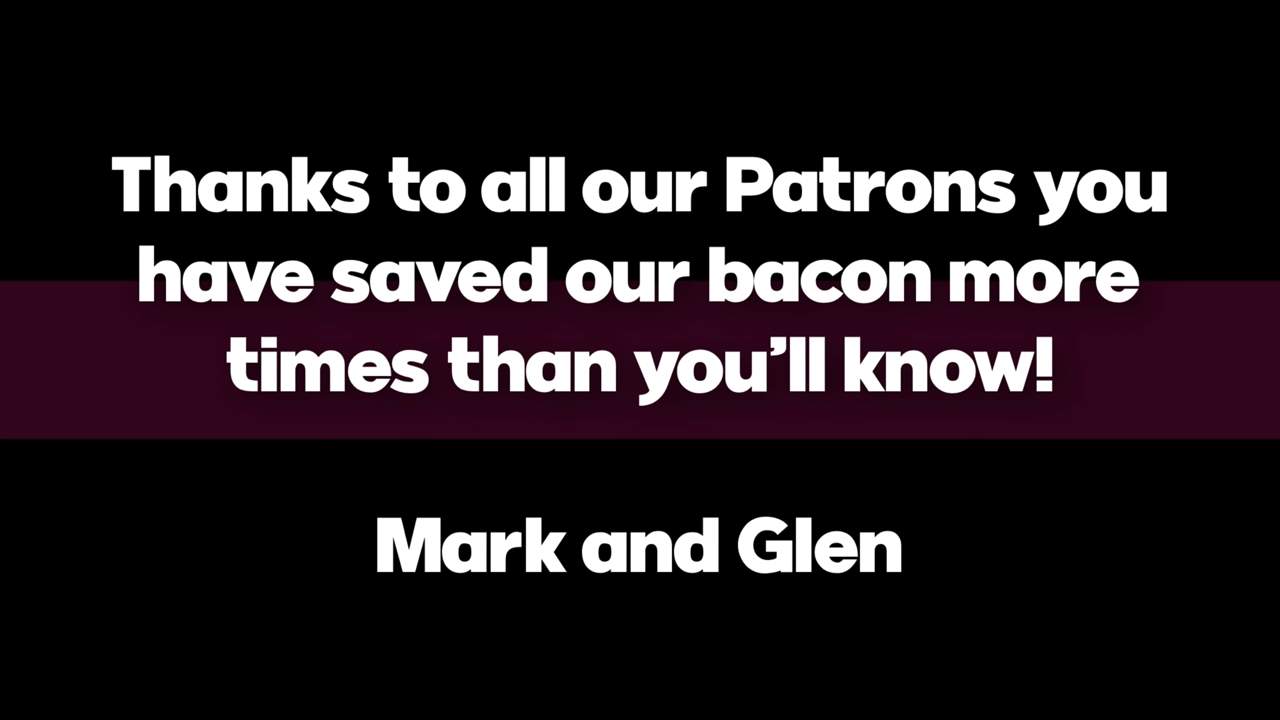 Thanks to all our Patrons you
have saved our bacon more
times than you’ll know!
Mark and Glen